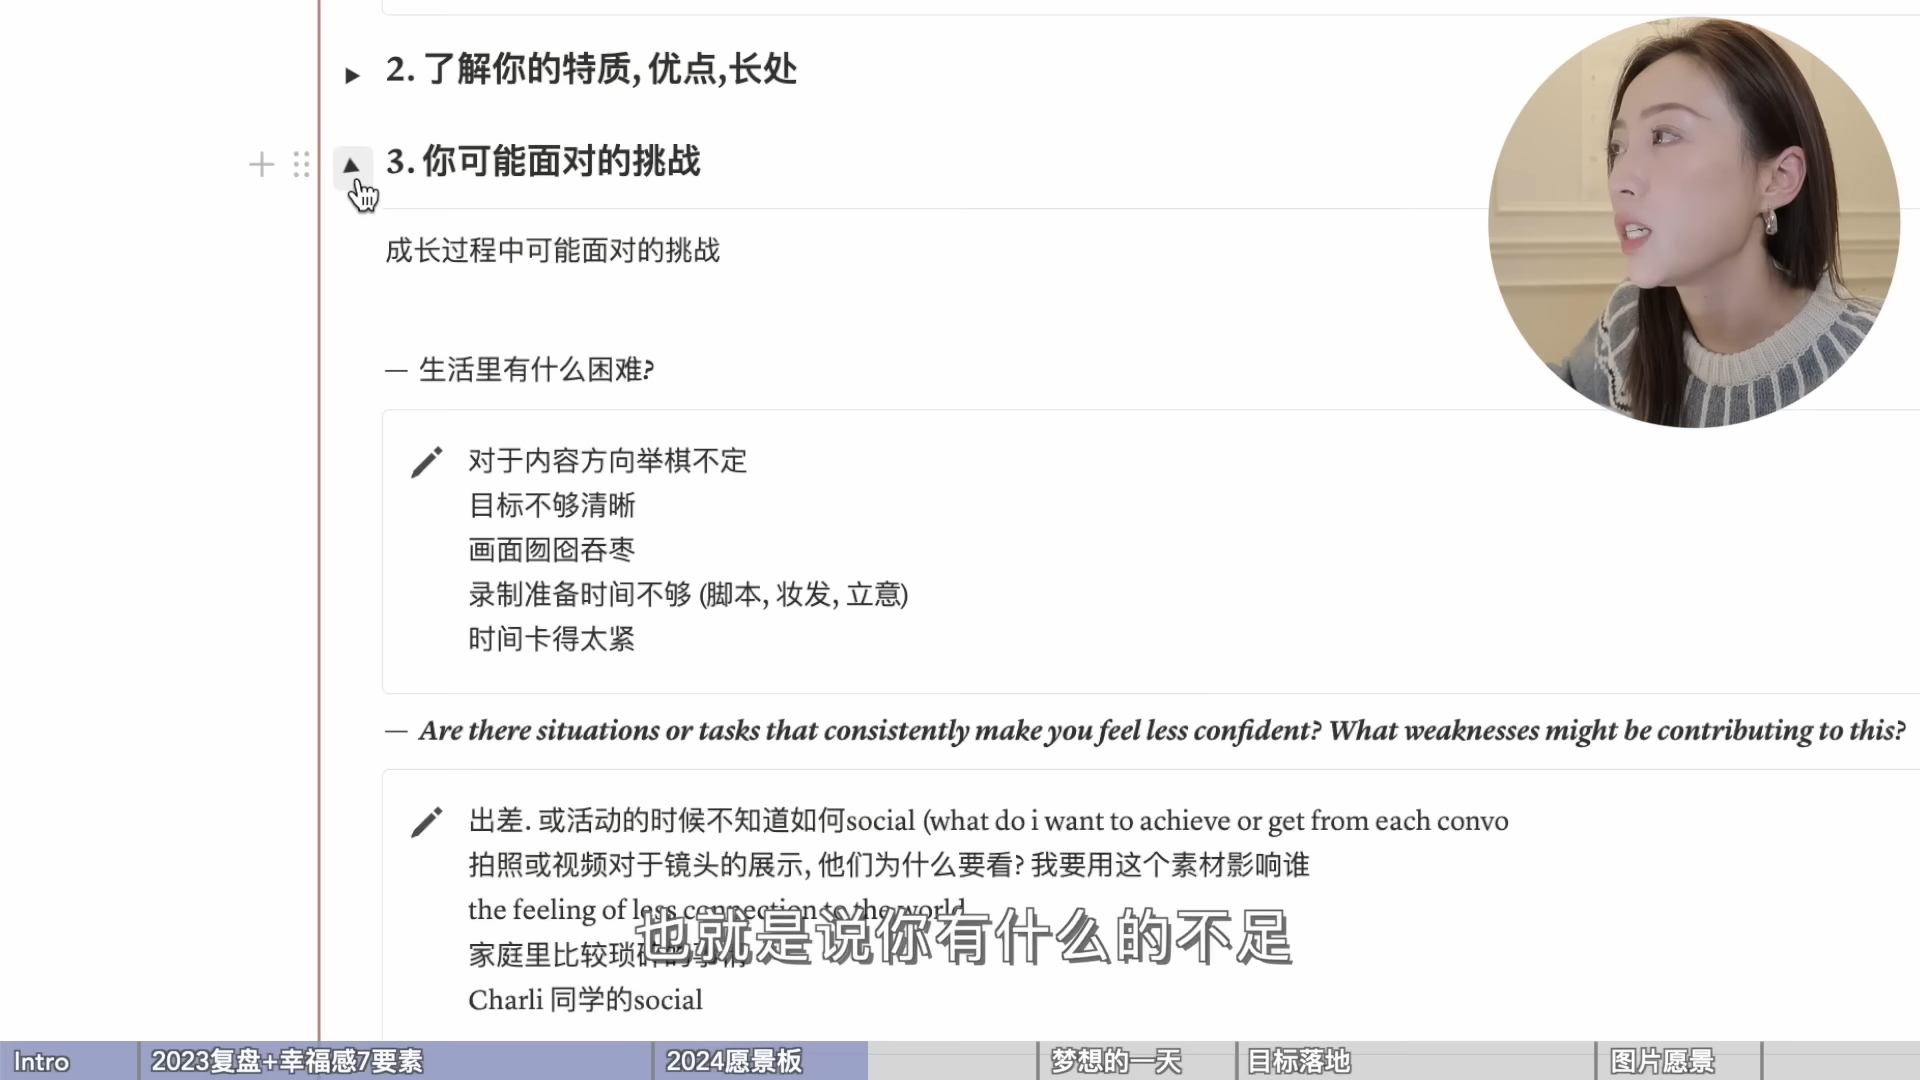 2. 了解你的特质, 优点,长处
3. 你可能面对的挑战
成长过程中可能面对的挑战
— 生活里有什么困难?
对于内容方向举棋不定
目标不够清晰
画面囫囵吞枣
录制准备时间不够 (脚本, 妆发, 立意)
时间卡得太紧
— Are there situations or tasks that consistently make you feel less confident? What weaknesses might be contributing to this?
出差. 或活动的时候不知道如何social (what do i want to achieve or get from each convo
拍照或视频对于镜头的展示, 他们为什么要看? 我要用这个素材影响谁
the feeling of less connection to the world
家庭里比较琐碎的事情
也就是说你有什么的不足
Charli 同学的social
Intro
2023复盘+幸福感7要素
2024愿景板
梦想的一天
目标落地
图片愿景